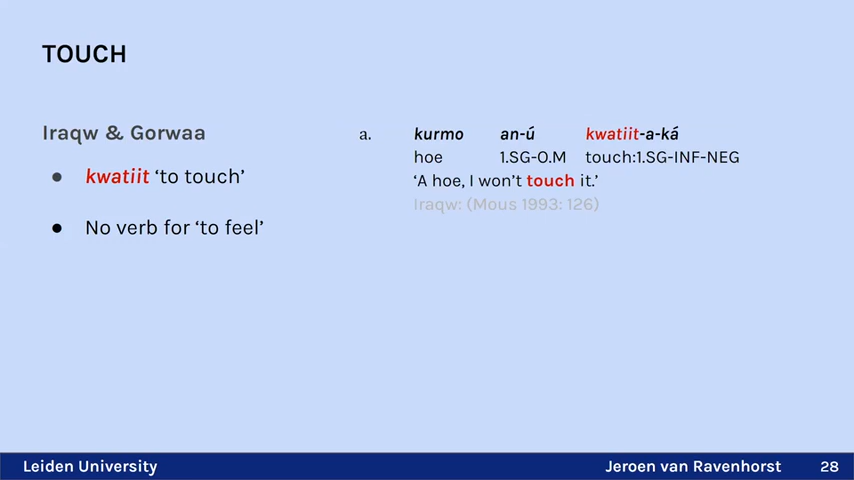 TOUCH
Iraqw & Gorwaa
● kwatiit ‘to touch’
● No verb for ‘to feel’
a. kurmo an-ú kwatiit-a-ká
hoe 1.SG-O.M touch:1.SG-INF-NEG
‘A hoe, I won’t touch it.’
Iraqw: (Mous 1993: 126)
Leiden University Jeroen van Ravenhorst 28